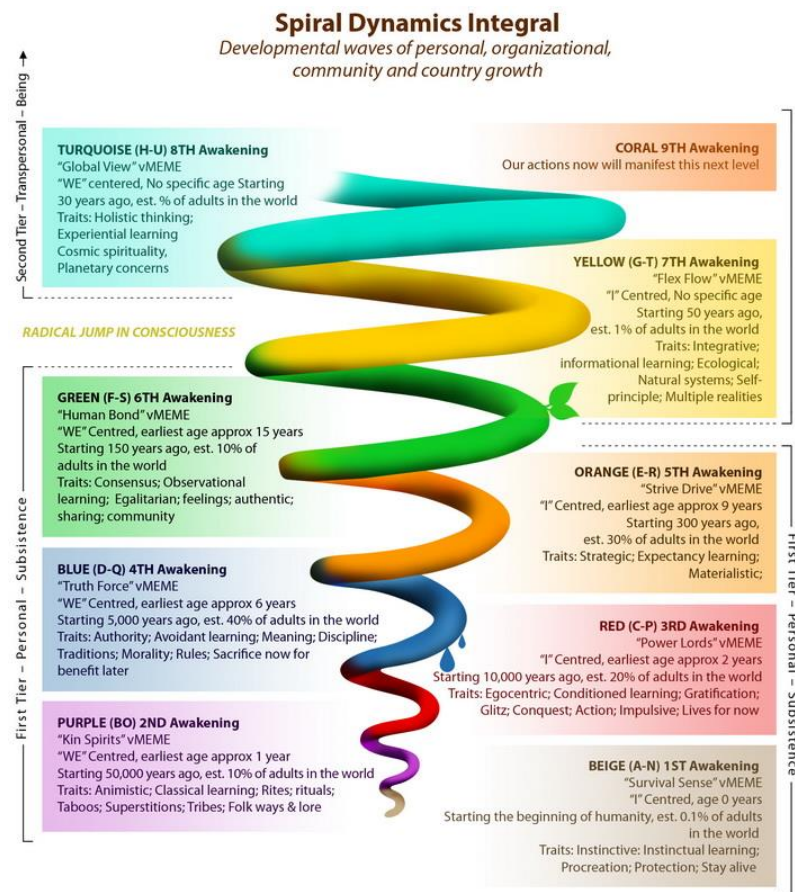 Spiral Dynamics Integral
Developmental waves of personal, organizational,
community and country growth
Second Tier – Transpersonal – Being
TURQUOISE (H-U) 8TH Awakening
“Global View” vMEME
“WE” centered, No specific age Starting
30 years ago, est. % of adults in the world
Traits: Holistic thinking;
Experiential learning
Cosmic spirituality,
Planetary concerns
CORAL 9TH Awakening
Our actions now will manifest this next level
YELLOW (G-T) 7TH Awakening
“Flex Flow” vMEME
“I” Centred, No specific age
Starting 50 years ago,
est. 1% of adults in the world
Traits: Integrative;
informational learning; Ecological;
Natural systems; Self-
principle; Multiple realities
RADICAL JUMP IN CONSCIOUSNESS
First Tier – Personal – Subsistence
GREEN (F-S) 6TH Awakening
“Human Bond” vMEME
“WE” Centred, earliest age approx 15 years
Starting 150 years ago, est. 10% of
adults in the world
Traits: Consensus; Observational
learning; Egalitarian; feelings; authentic;
sharing; community
ORANGE (E-R) 5TH Awakening
“Strive Drive” vMEME
“I” Centred, earliest age approx 9 years
Starting 300 years ago,
est. 30% of adults in the world
Traits: Strategic; Expectancy learning;
Materialistic;
BLUE (D-Q) 4TH Awakening
“Truth Force” vMEME
“WE” Centred, earliest age approx 6 years
Starting 5,000 years ago, est. 40% of adults in the world
Traits: Authority; Avoidant learning; Meaning; Discipline;
Traditions; Morality; Rules; Sacrifice now for
benefit later
RED (C-P) 3RD Awakening
“Power Lords” vMEME
“I” Centred, earliest age approx 2 years
Starting 10,000 years ago, est. 20% of adults in the world
Traits: Egocentric; Conditioned learning; Gratification;
Glitz; Conquest; Action; Impulsive; Lives for now
PURPLE (BO) 2ND Awakening
“Kin Spirits” vMEME
“WE” Centred, earliest age approx 1 year
Starting 50,000 years ago, est. 10% of adults in the world
Traits: Animistic; Classical learning; Rites; rituals;
Taboos; Superstitions; Tribes; Folk ways & lore
BEIGE (A-N) 1ST Awakening
“Survival Sense” vMEME
“I” Centred, age 0 years
Starting the beginning of humanity, est. 0.1% of adults
in the world
Traits: Instinctive: Instinctual learning;
Procreation; Protection; Stay alive
First Tier – Personal – Subsistence